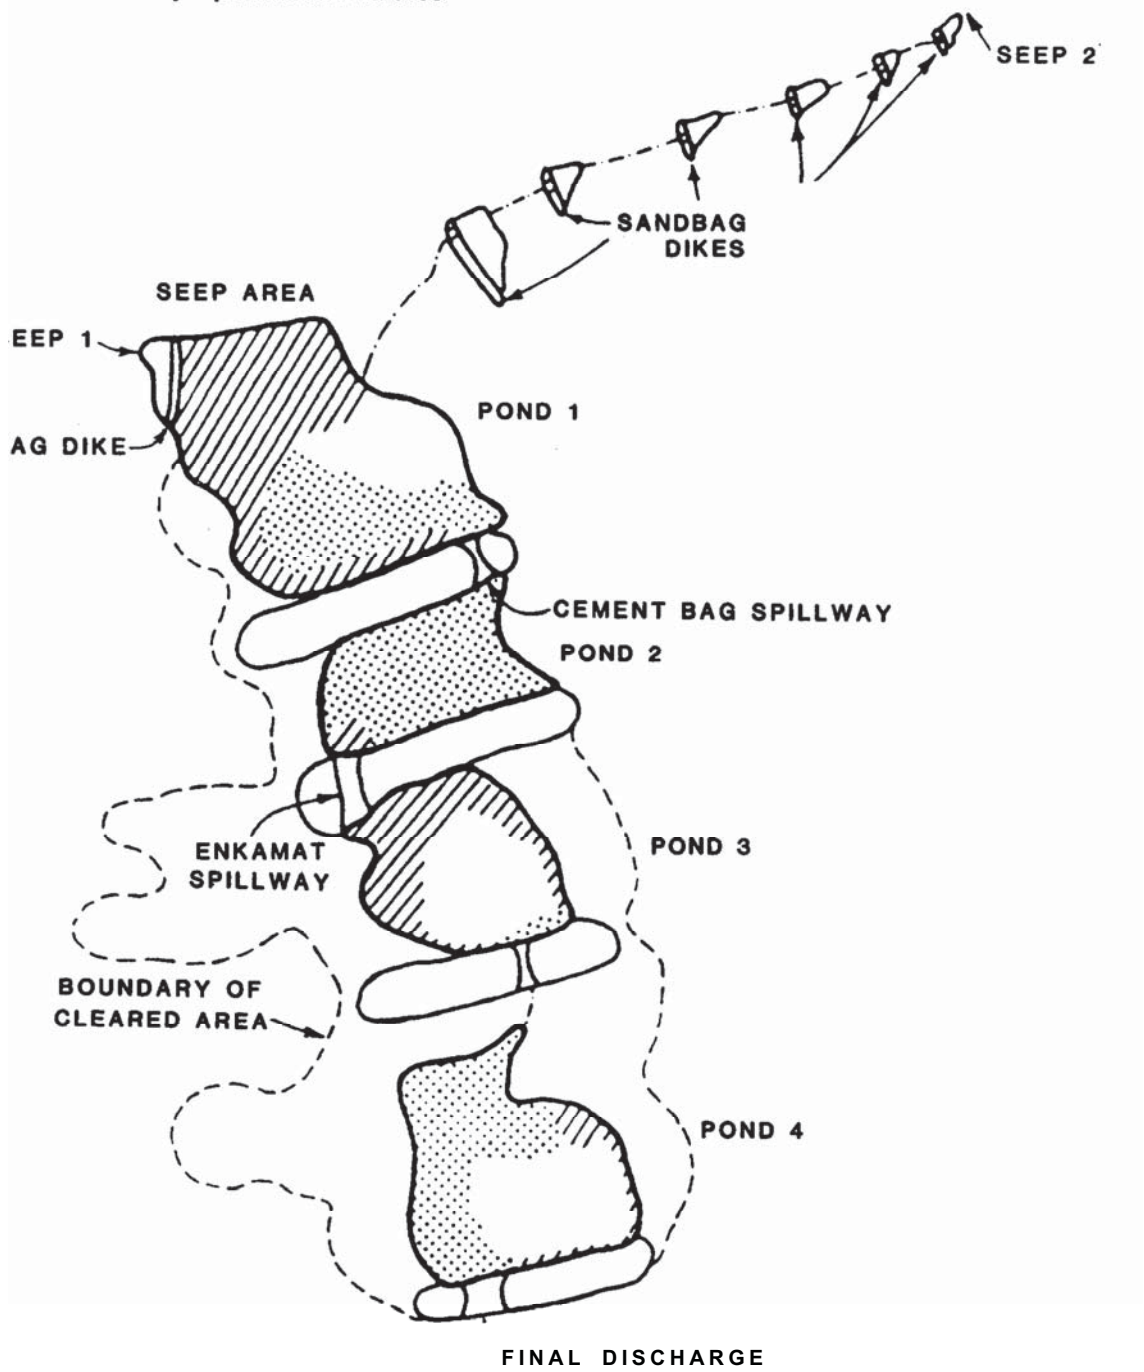 SEEP 2
SANDBAG
DIKES
SEEP AREA
EEP 1
POND 1
AG DIKE
CEMENT BAG SPILLWAY
POND 2
ENKAMAT
SPILLWAY
POND 3
BOUNDARY OF
CLEARED AREA
POND 4
FINAL DISCHARGE